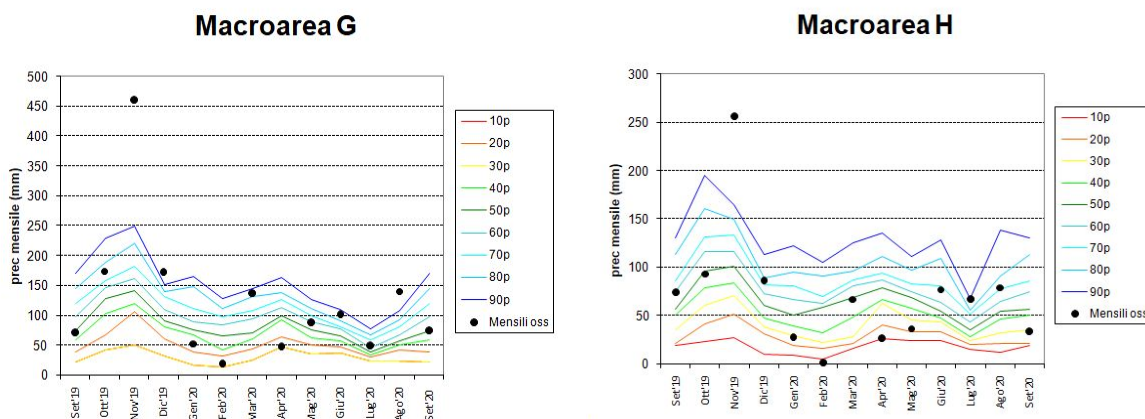 Macroarea G
500
450
400
350
300
250
200
150
100
50
0
prec mensile (mm)
Set'19
Ott'19
Nov'19
Dic'19
Gen'20
Feb'20
Mar'20
Apr'20
Mag'20
Giu'20
Lug'20
Ago'20
Set'20
10p
20p
30p
40p
50p
60p
70p
80p
90p
Mensili oss
Macroarea H
300
250
200
150
100
50
0
prec mensile (mm)
Set'19
Ott'19
Nov'19
Dic'19
Gen'20
Feb'20
Mar'20
Apr'20
Mag'20
Giu'20
Lug'20
Ago'20
Set'20
10p
20p
30p
40p
50p
60p
70p
80p
90p
Mensili oss